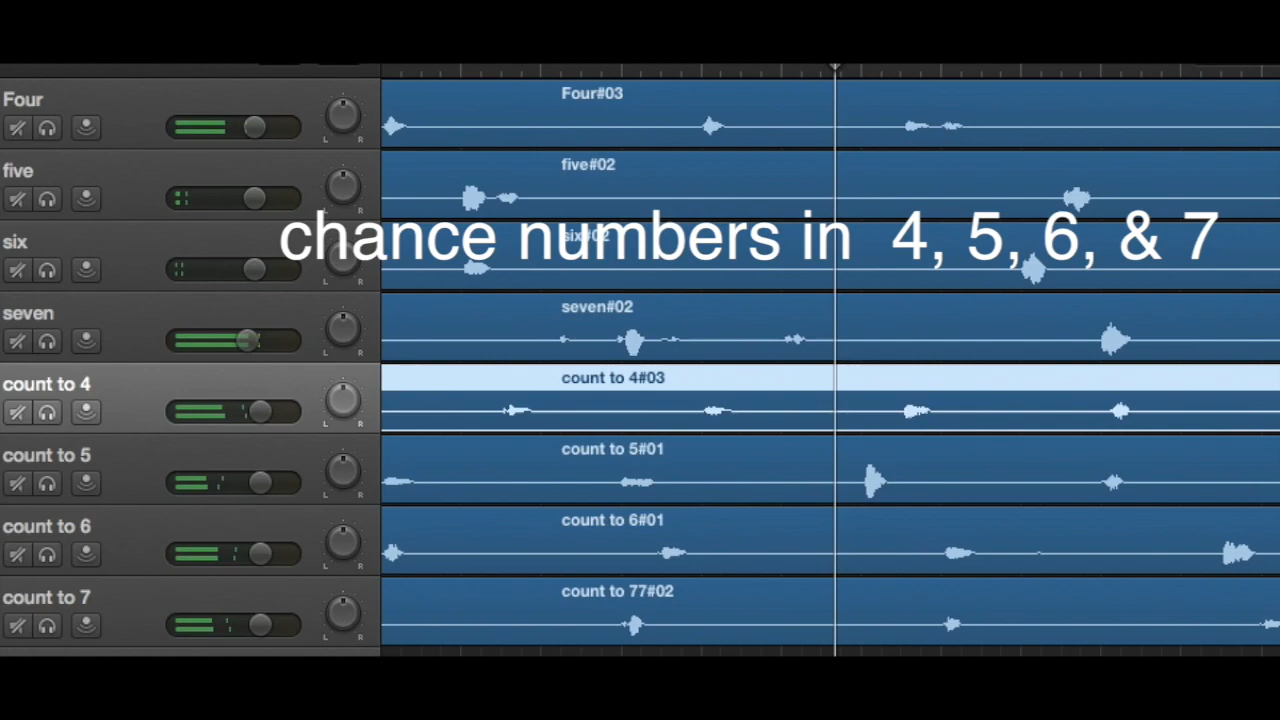 Four
Four#03
L R
five
five#02
L R
chance numbers in 4, 5, 6, & 7
six
six#02
L R
seven
seven#02
L R
count to 4
count to 4#03
L R
count to 5
count to 5#01
L R
count to 6
count to 6#01
L R
count to 7
count to 77#02
L R